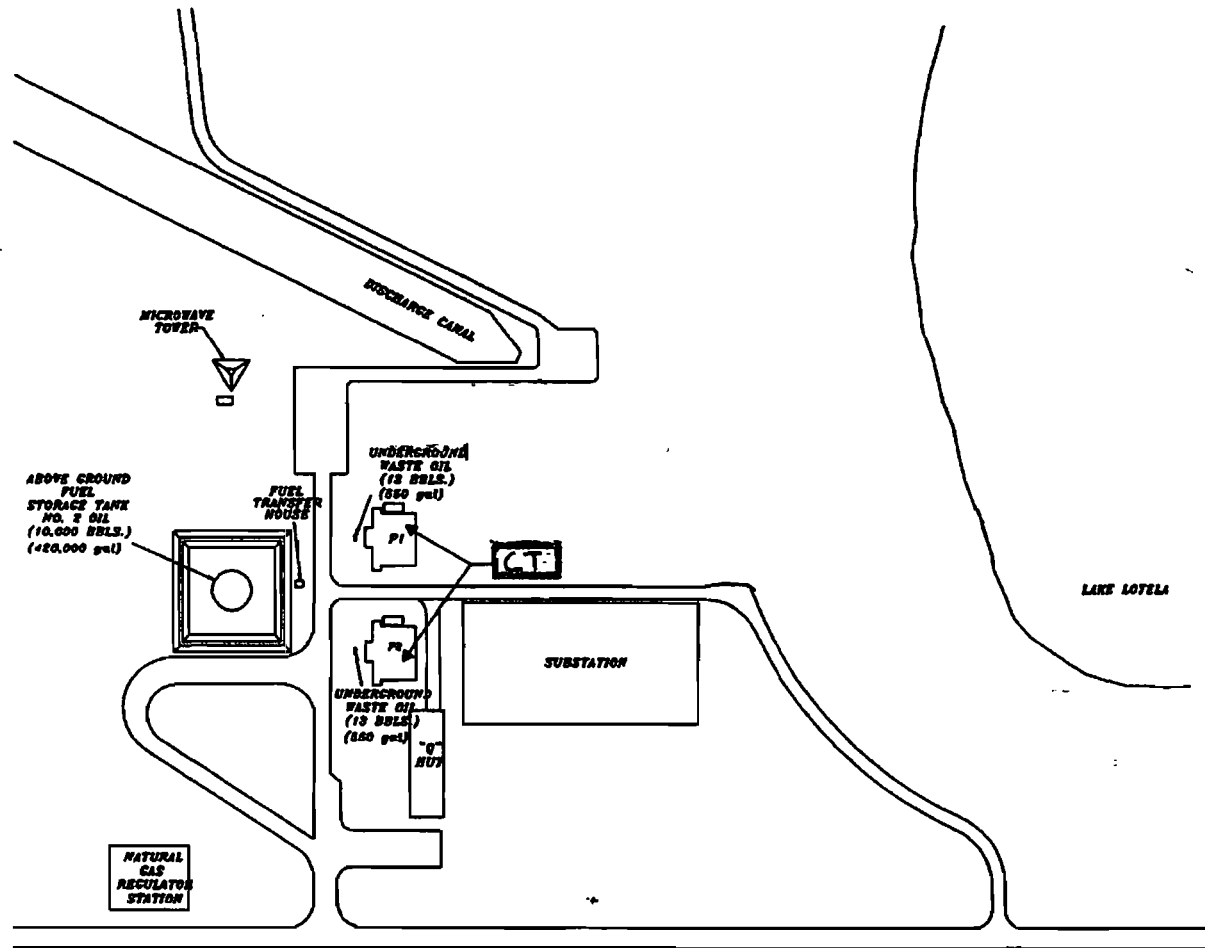 DISCHARGE CANAL
MICROWAVE
TOWER
UNDERGROUND
WASTE OIL
(13 BBLS.)
(550 gal)
ABOVE GROUND
FUEL
STORAGE TANK
NO. 2 OIL
(10,000 BBLS.)
(420,000 gal)
FUEL
TRANSFER
HOUSE
P1
CT
LAKE LOTELA
P2
SUBSTATION
UNDERGROUND
WASTE OIL
(13 BBLS.)
(550 gal)
"Q"
HUT
NATURAL
GAS
REGULATOR
STATION